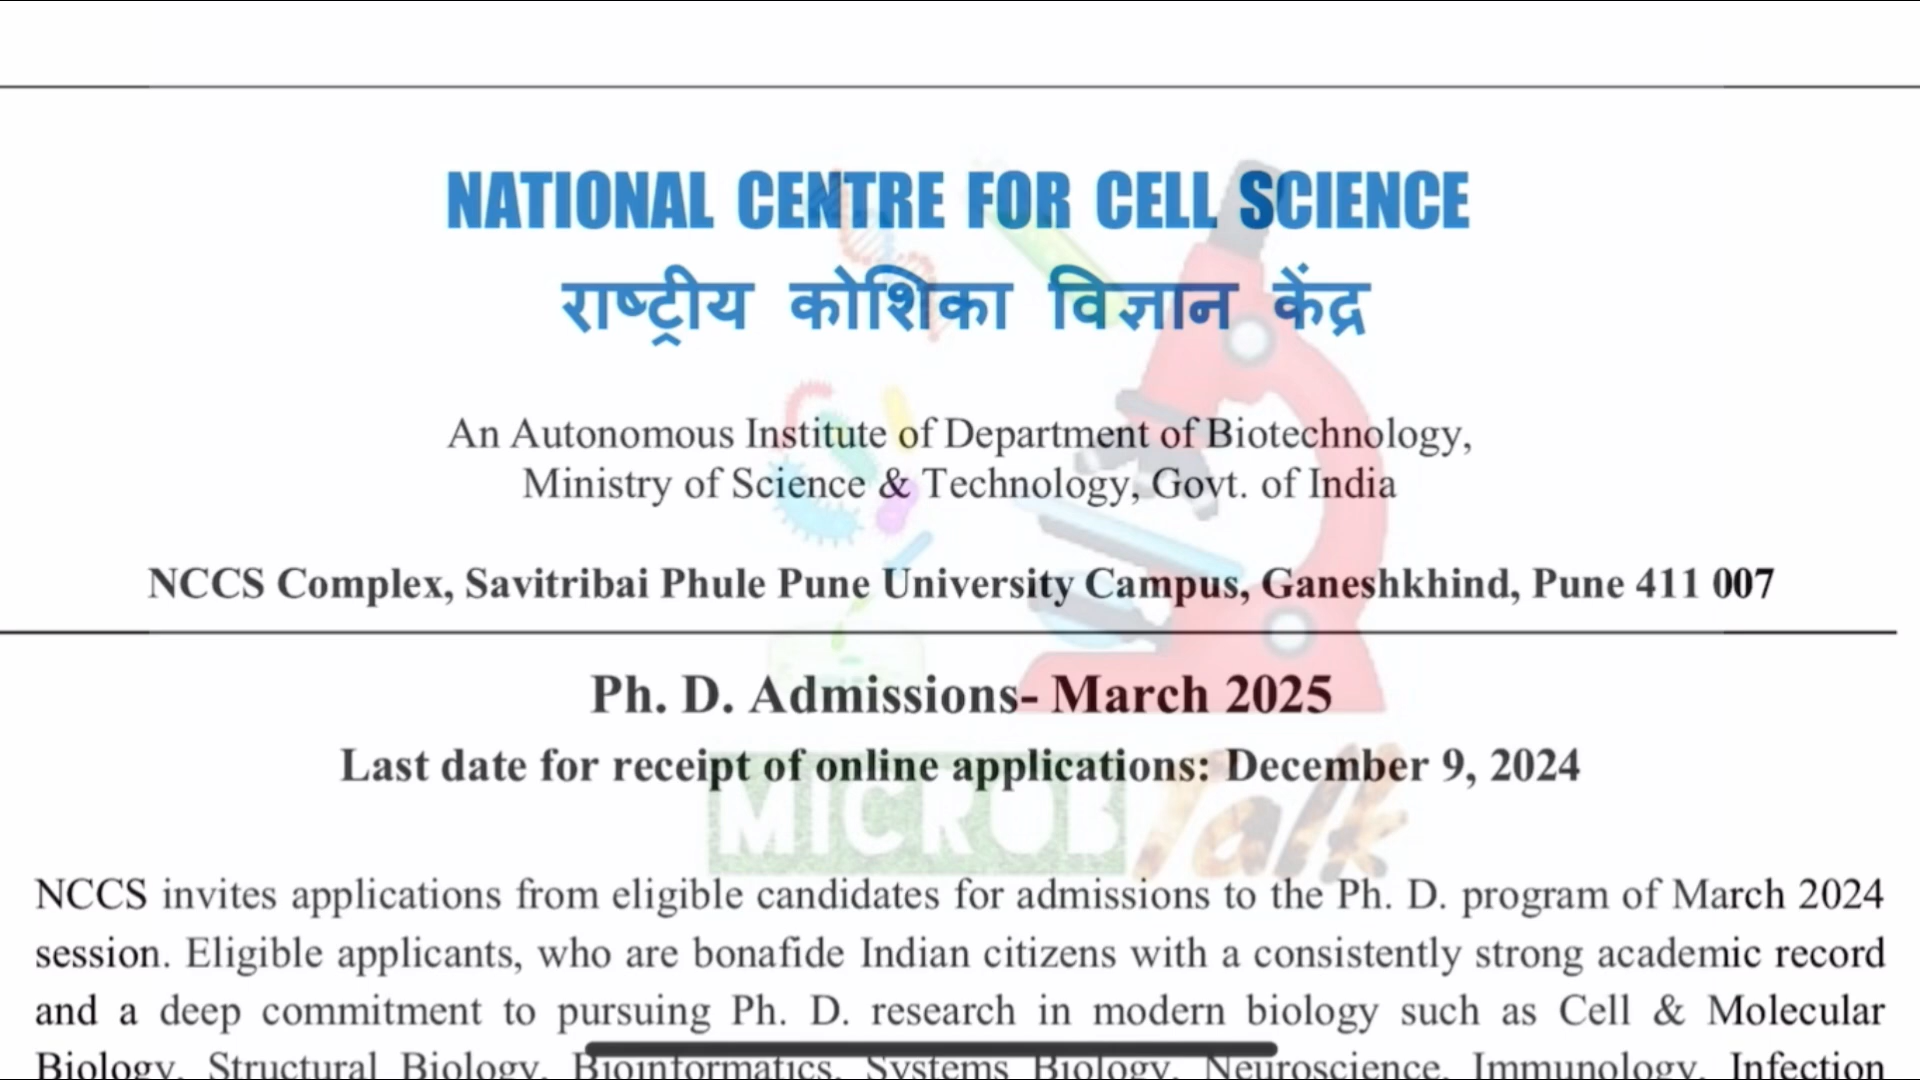 NATIONAL CENTRE FOR CELL SCIENCE
राष्ट्रीय कोशिका विज्ञान केंद्र
An Autonomous Institute of Department of Biotechnology,
Ministry of Science & Technology, Govt. of India
NCCS Complex, Savitribai Phule Pune University Campus, Ganeshkhind, Pune 411 007
Ph. D. Admissions- March 2025
Last date for receipt of online applications: December 9, 2024
MICROB Talk
NCCS invites applications from eligible candidates for admissions to the Ph. D. program of March 2024
session. Eligible applicants, who are bonafide Indian citizens with a consistently strong academic record
and a deep commitment to pursuing Ph. D. research in modern biology such as Cell & Molecular
Biology, Structural Biology, Bioinformatics, Systems Biology, Neuroscience, Immunology, Infection